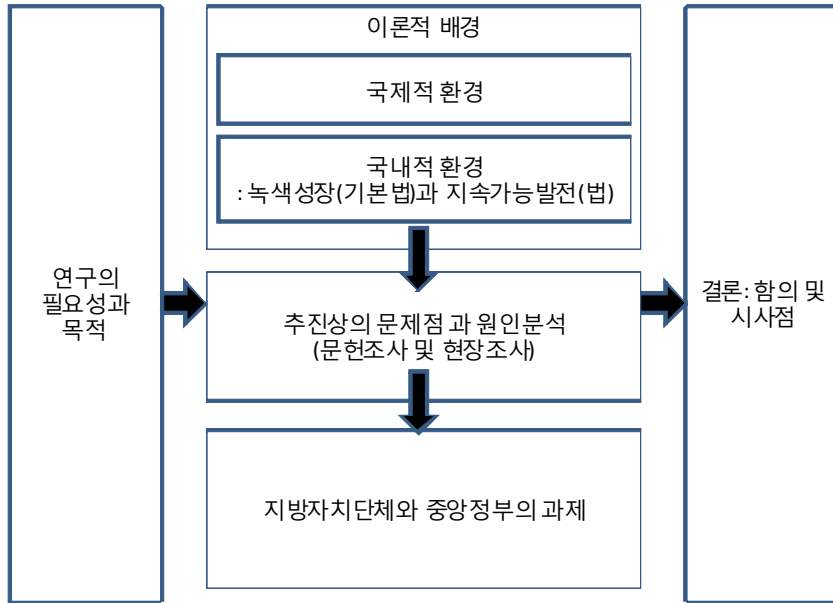 연구의
필요성과
목적
이론적 배경
국제적 환경
국내적 환경
: 녹색성장(기본법)과 지속가능발전(법)
추진상의 문제점과 원인분석
(문헌조사 및 현장조사)
지방자치단체와 중앙정부의 과제
결론: 함의 및
시사점